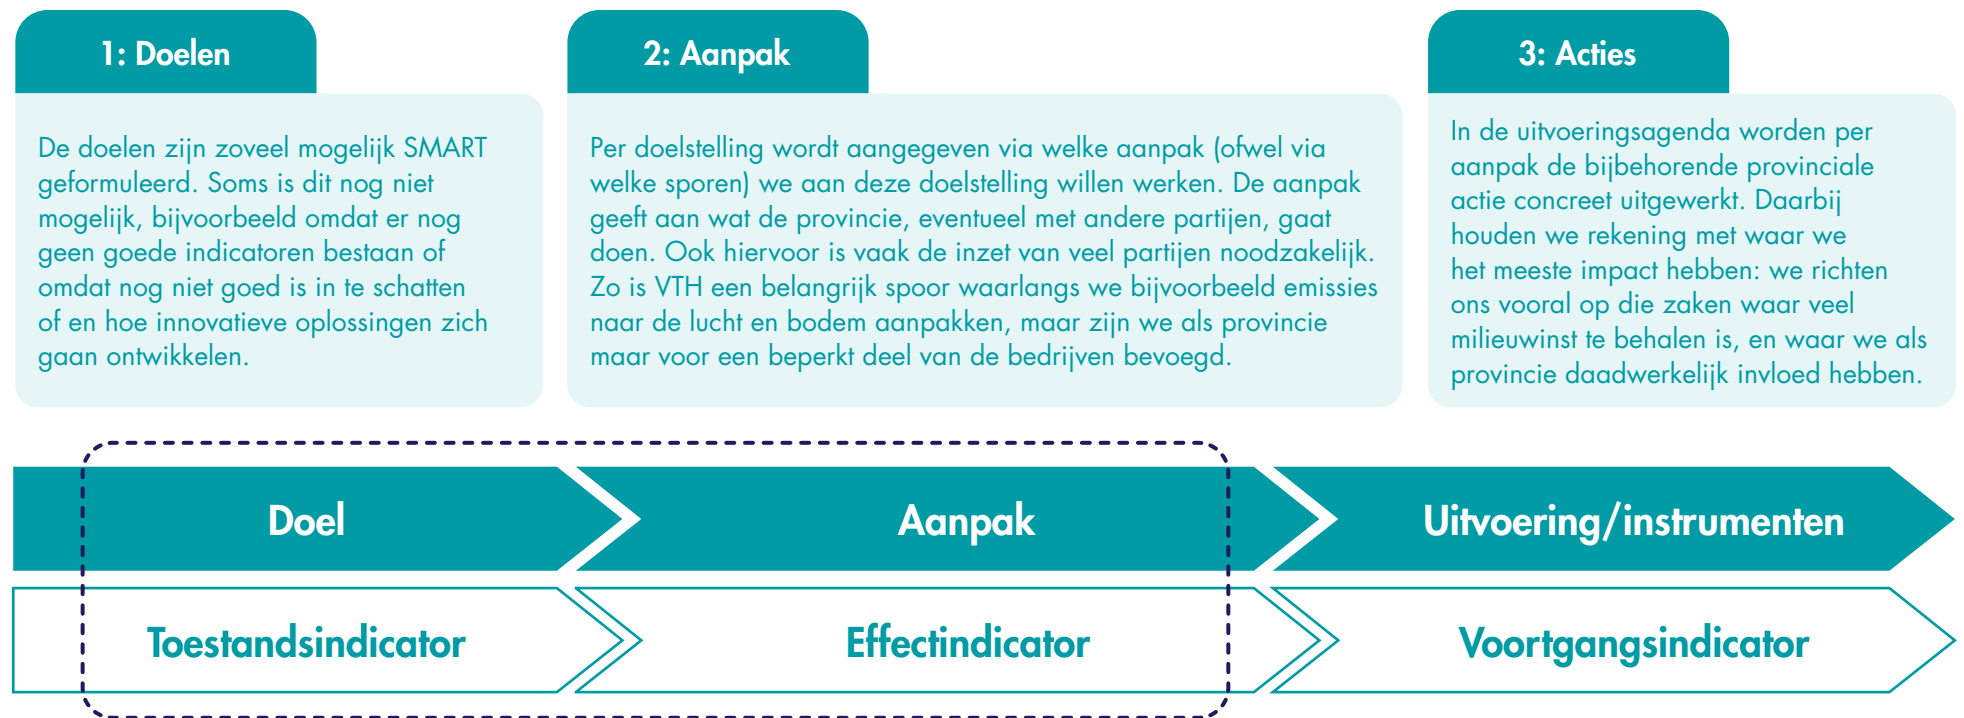 1: Doelen
De doelen zijn zoveel mogelijk SMART
geformuleerd. Soms is dit nog niet
mogelijk, bijvoorbeeld omdat er nog
geen goede indicatoren bestaan of
omdat nog niet goed is in te schatten
of en hoe innovatieve oplossingen zich
gaan ontwikkelen.
2: Aanpak
Per doelstelling wordt aangegeven via welke aanpak (ofwel via
welke sporen) we aan deze doelstelling willen werken. De aanpak
geeft aan wat de provincie, eventueel met andere partijen, gaat
doen. Ook hiervoor is vaak de inzet van veel partijen noodzakelijk.
Zo is VTH een belangrijk spoor waarlangs we bijvoorbeeld emissies
naar de lucht en bodem aanpakken, maar zijn we als provincie
maar voor een beperkt deel van de bedrijven bevoegd.
3: Acties
In de uitvoeringsagenda worden per
aanpak de bijbehorende provinciale
actie concreet uitgewerkt. Daarbij
houden we rekening met waar we
het meeste impact hebben: we richten
ons vooral op die zaken waar veel
milieuwinst te behalen is, en waar we als
provincie daadwerkelijk invloed hebben.
Doel
Aanpak
Uitvoering/instrumenten
Toestandsindicator
Effectindicator
Voortgangsindicator